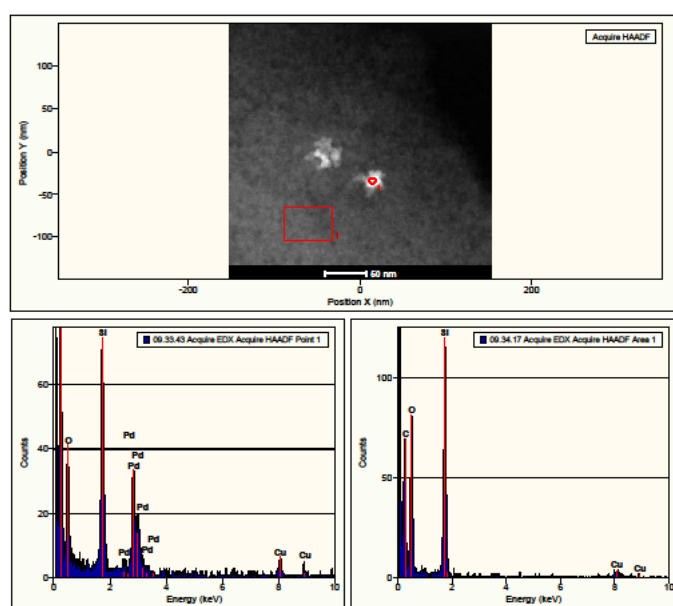 Acquire HAADF
100
50
0
-50
-100
Position Y (nm)
1
1
50 nm
-200
0
200
Position X (nm)
09.33.43 Acquire EDX Acquire HAADF Point 1
Si
60
Pd
O
40
Pd
Pd
Pd
20
Pd
Pd Pd
Cu
Cu
0
Counts
0 2 4 6 8 10
Energy (keV)
09.34.17 Acquire EDX Acquire HAADF Area 1
Si
100
O
C
50
Cu
Cu
0
Counts
0 2 4 6 8 10
Energy (keV)